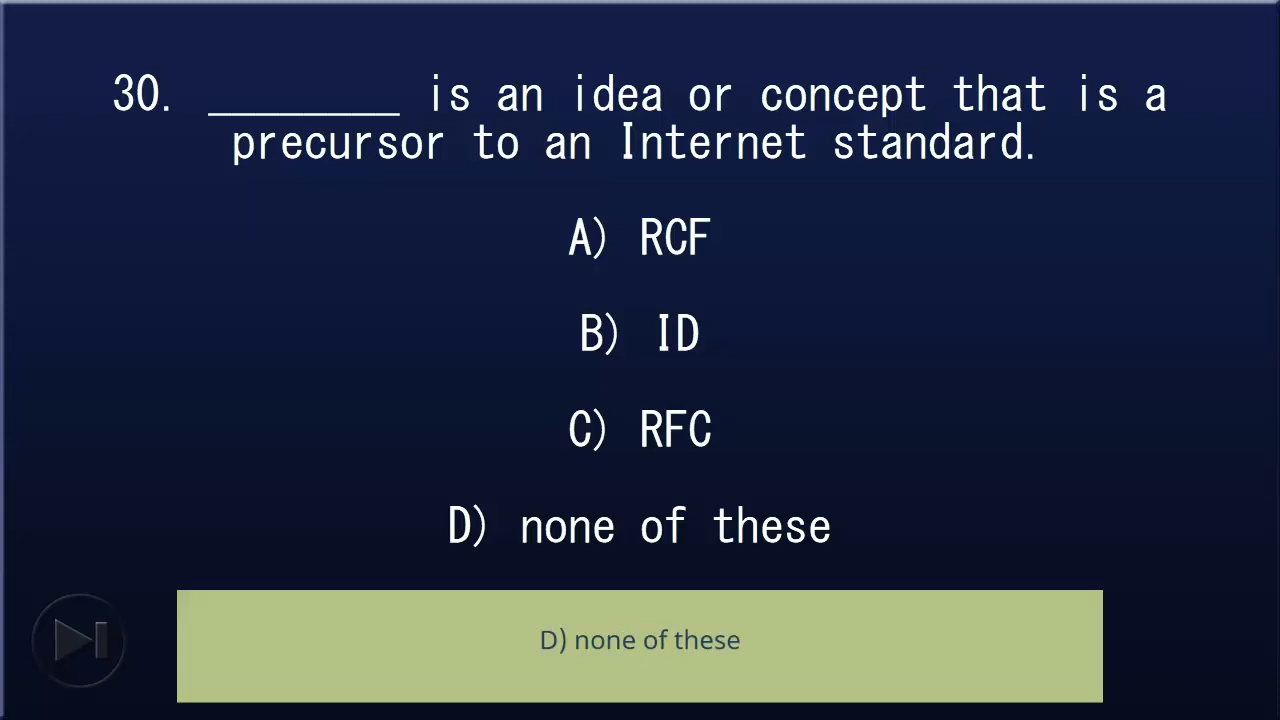 30. ________ is an idea or concept that is a
precursor to an Internet standard.
A) RCF
B) ID
C) RFC
D) none of these
D) none of these